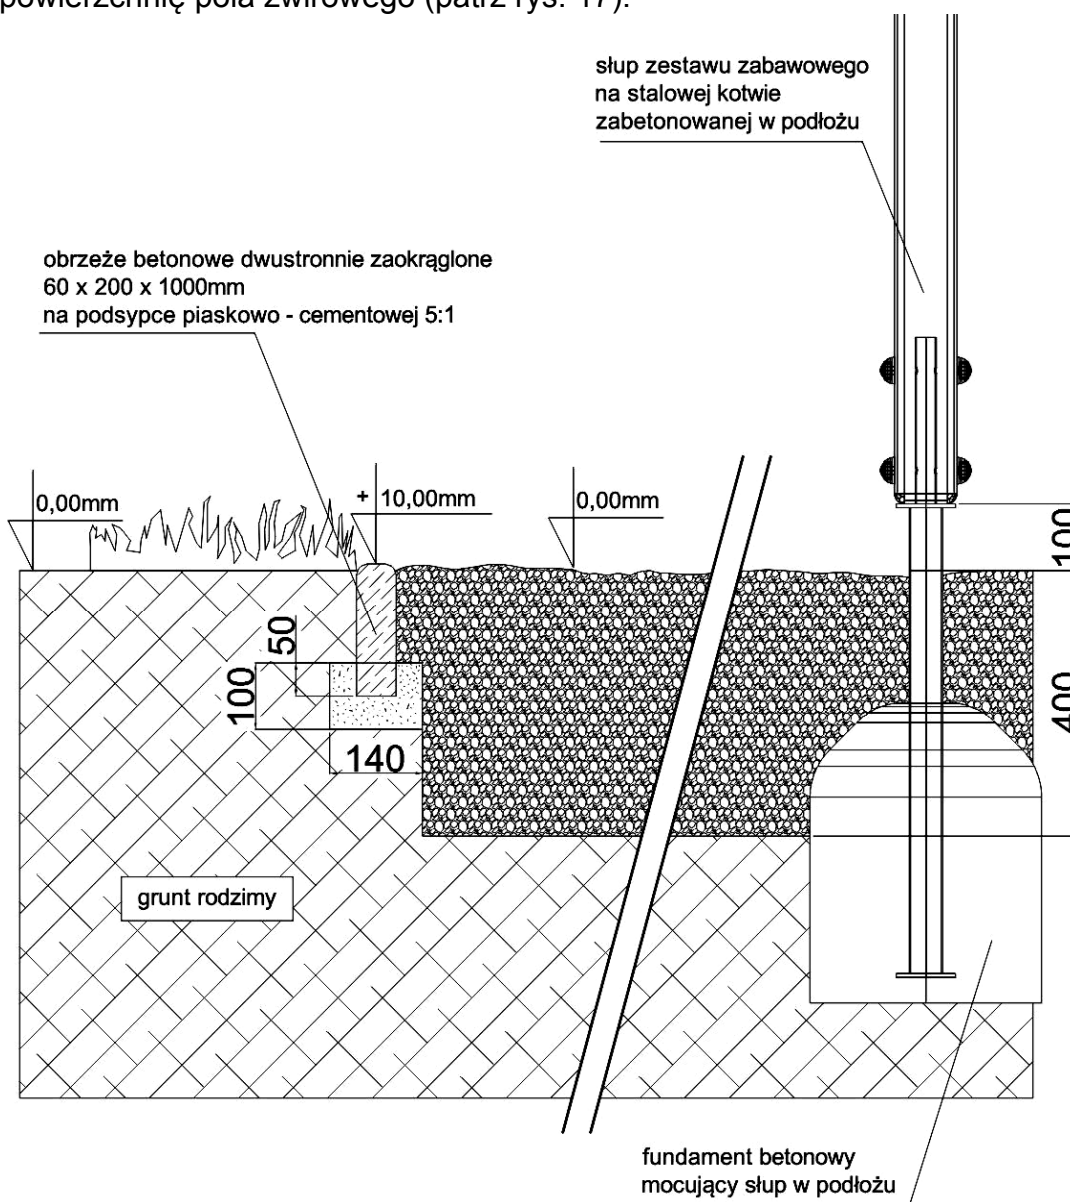 powierzchnię pola żwirowego (patrz rys. 17).
słup zestawu zabawowego
na stalowej kotwie
zabetonowanej w podłożu
obrzeże betonowe dwustronnie zaokrąglone
60 x 200 x 1000mm
na podsypce piaskowo - cementowej 5:1
0,00mm
+ 10,00mm
0,00mm
100
50
100
400
140
grunt rodzimy
fundament betonowy
mocujący słup w podłożu